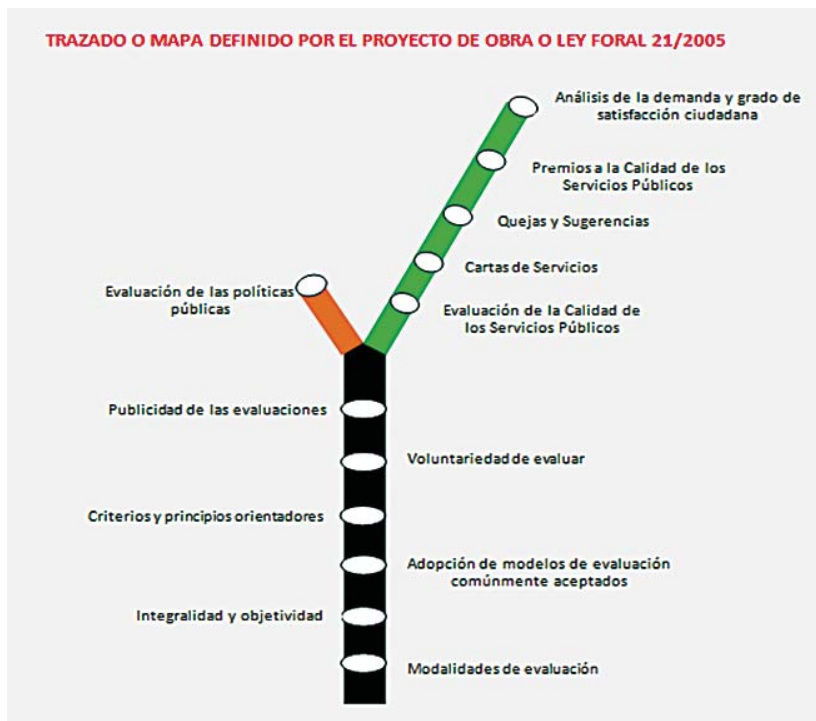 TRAZADO O MAPA DEFINIDO POR EL PROYECTO DE OBRA O LEY FORAL 21/2005
Análisis de la demanda y grado de
satisfacción ciudadana
Premios a la Calidad de los
Servicios Públicos
Quejas y Sugerencias
Cartas de Servicios
Evaluación de las políticas
públicas
Evaluación de la Calidad de
los Servicios Públicos
Publicidad de las evaluaciones
Voluntariedad de evaluar
Criterios y principios orientadores
Adopción de modelos de evaluación
comúnmente aceptados
Integralidad y objetividad
Modalidades de evaluación